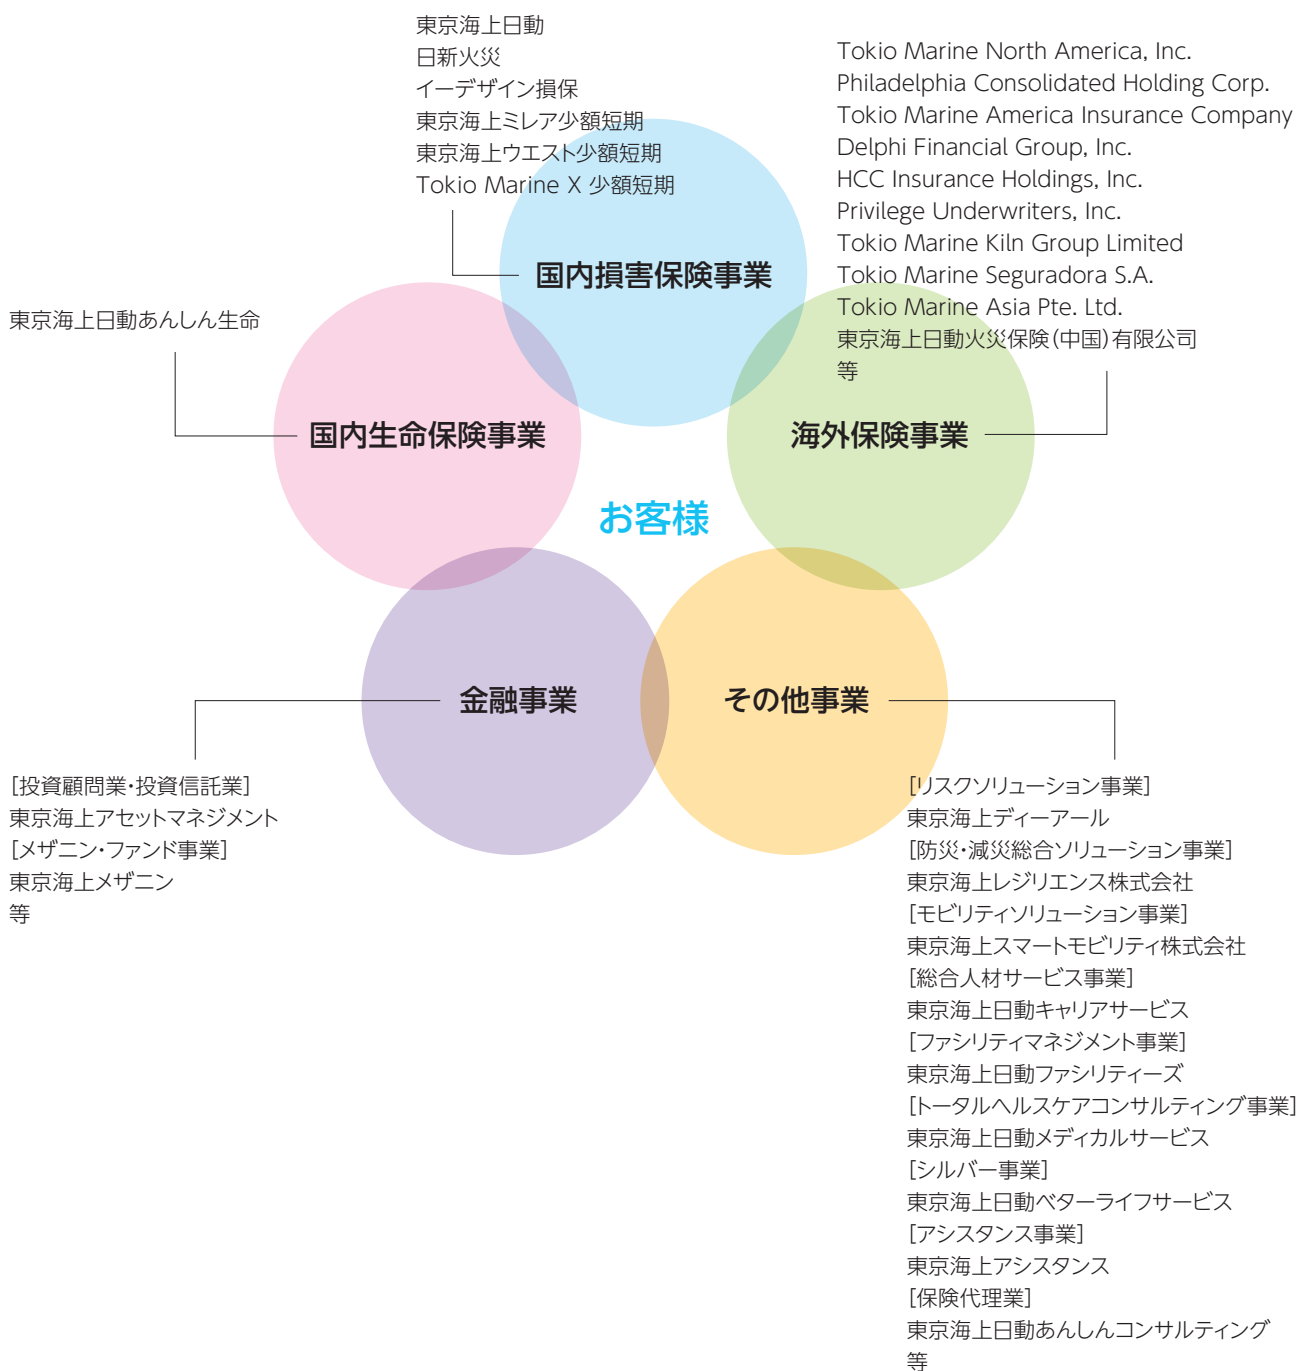 東京海上日動
日新火災
イーデザイン損保
東京海上ミレア少額短期
東京海上ウエスト少額短期
Tokio Marine X 少額短期
国内損害保険事業
Tokio Marine North America, Inc.
Philadelphia Consolidated Holding Corp.
Tokio Marine America Insurance Company
Delphi Financial Group, Inc.
HCC Insurance Holdings, Inc.
Privilege Underwriters, Inc.
Tokio Marine Kiln Group Limited
Tokio Marine Seguradora S.A.
Tokio Marine Asia Pte. Ltd.
東京海上日動火災保険(中国)有限公司
等
海外保険事業
東京海上日動あんしん生命
国内生命保険事業
お客様
金融事業
[投資顧問業・投資信託業]
東京海上アセットマネジメント
[メザニン・ファンド事業]
東京海上メザニン
等
その他事業
[リスクソリューション事業]
東京海上ディーアール
[防災・減災総合ソリューション事業]
東京海上レジリエンス株式会社
[モビリティソリューション事業]
東京海上スマートモビリティ株式会社
[総合人材サービス事業]
東京海上日動キャリアサービス
[ファシリティマネジメント事業]
東京海上日動ファシリティーズ
[トータルヘルスケアコンサルティング事業]
東京海上日動メディカルサービス
[シルバー事業]
東京海上日動ベターライフサービス
[アシスタンス事業]
東京海上アシスタンス
[保険代理業]
東京海上日動あんしんコンサルティング
等